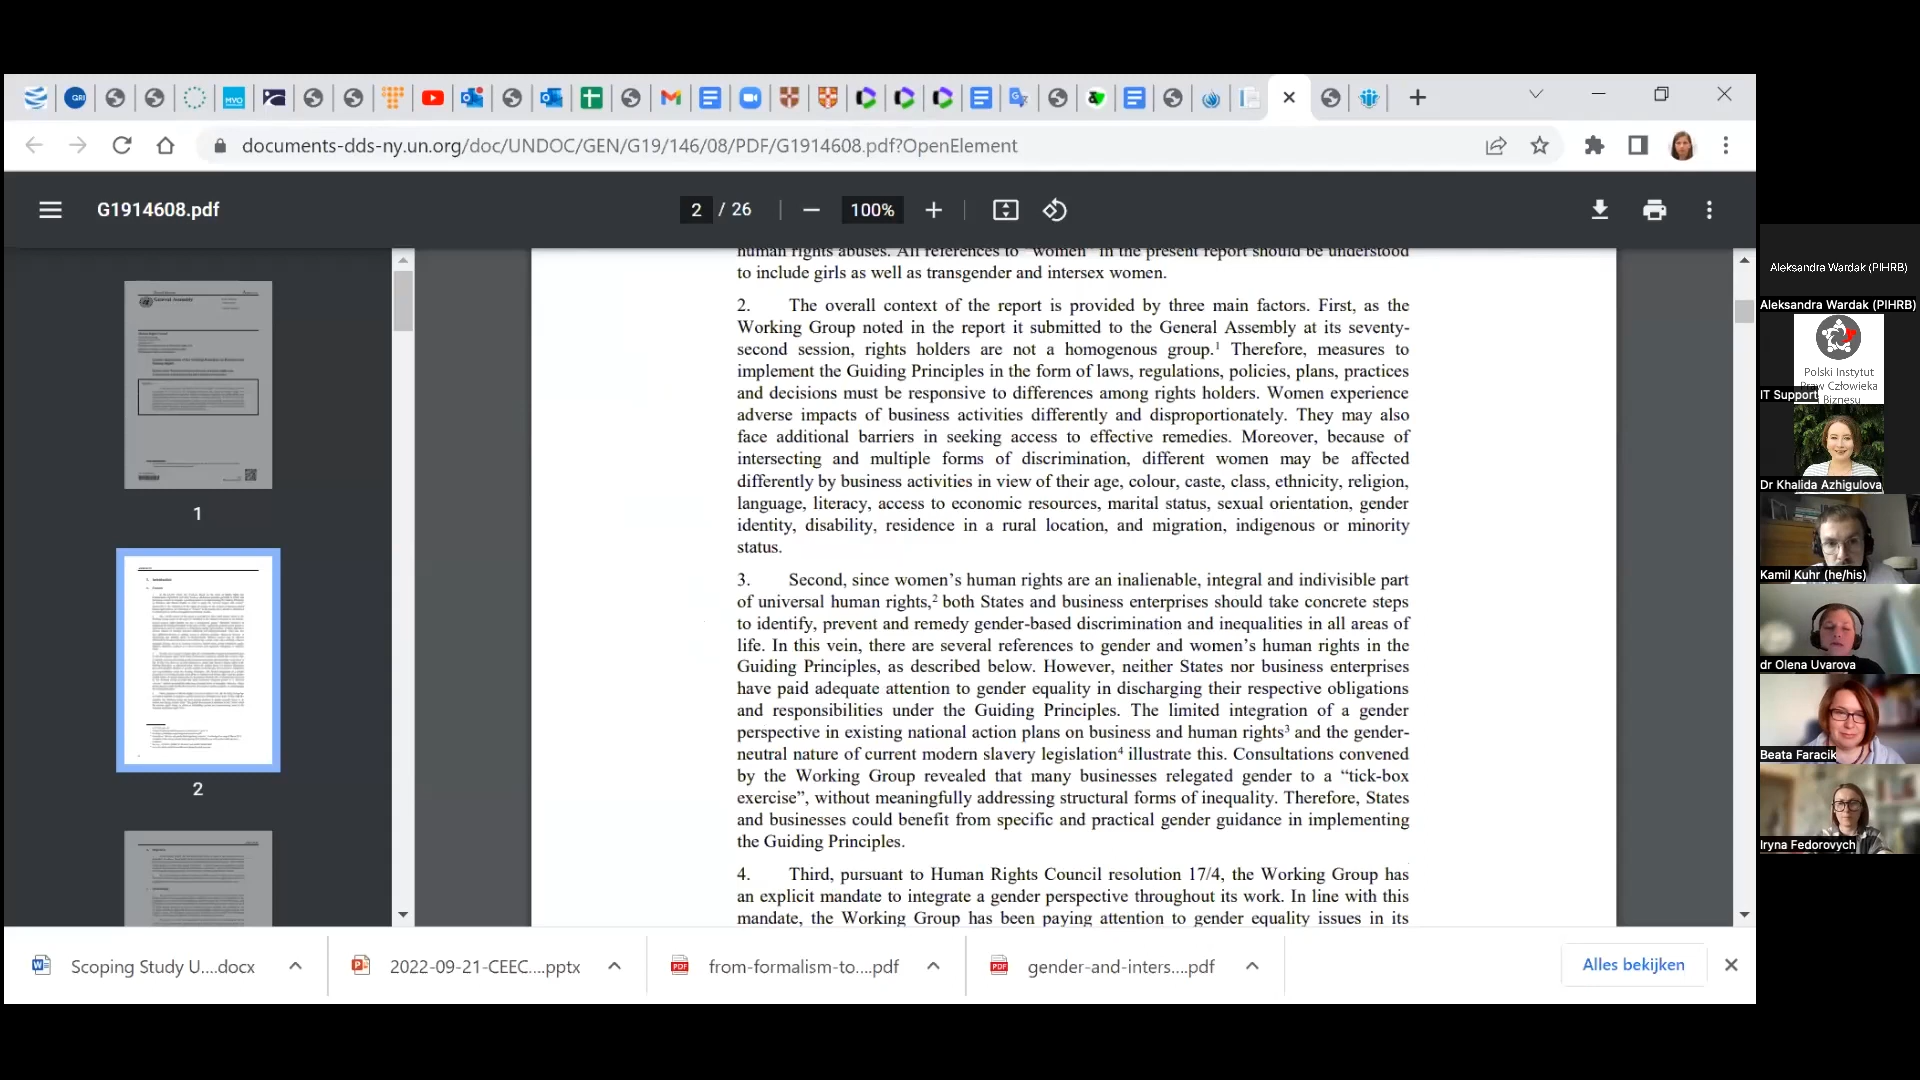 GRI
MVO
documents-dds-ny.un.org/doc/UNDOC/GEN/G19/146/08/PDF/G1914608.pdf?OpenElement
G1914608.pdf
2 / 26
100%
General Assembly
1
2
human rights abuses. All references to "women" in the present report should be understood
to include girls as well as transgender and intersex women.
2. The overall context of the report is provided by three main factors. First, as the
Working Group noted in the report it submitted to the General Assembly at its seventy-
second session, rights holders are not a homogenous group.¹ Therefore, measures to
implement the Guiding Principles in the form of laws, regulations, policies, plans, practices
and decisions must be responsive to differences among rights holders. Women experience
adverse impacts of business activities differently and disproportionately. They may also
face additional barriers in seeking access to effective remedies. Moreover, because of
intersecting and multiple forms of discrimination, different women may be affected
differently by business activities in view of their age, colour, caste, class, ethnicity, religion,
language, literacy, access to economic resources, marital status, sexual orientation, gender
identity, disability, residence in a rural location, and migration, indigenous or minority
status.
3. Second, since women's human rights are an inalienable, integral and indivisible part
of universal human rights,² both States and business enterprises should take concrete steps
to identify, prevent and remedy gender-based discrimination and inequalities in all areas of
life. In this vein, there are several references to gender and women's human rights in the
Guiding Principles, as described below. However, neither States nor business enterprises
have paid adequate attention to gender equality in discharging their respective obligations
and responsibilities under the Guiding Principles. The limited integration of a gender
perspective in existing national action plans on business and human rights³ and the gender-
neutral nature of current modern slavery legislation⁴ illustrate this. Consultations convened
by the Working Group revealed that many businesses relegated gender to a "tick-box
exercise", without meaningfully addressing structural forms of inequality. Therefore, States
and businesses could benefit from specific and practical gender guidance in implementing
the Guiding Principles.
4. Third, pursuant to Human Rights Council resolution 17/4, the Working Group has
an explicit mandate to integrate a gender perspective throughout its work. In line with this
mandate, the Working Group has been paying attention to gender equality issues in its
Scoping Study U....docx
2022-09-21-CEEC....pptx
from-formalism-to....pdf
gender-and-inters....pdf
Alles bekijken
Aleksandra Wardak (PIHRB)
Aleksandra Wardak (PIHRB)
Polski Instytut
Praw Człowieka
Biznesu
IT Support
Dr Khalida Azhigulova
Kamil Kuhr (he/his)
dr Olena Uvarova
Beata Faracik
Iryna Fedorovych